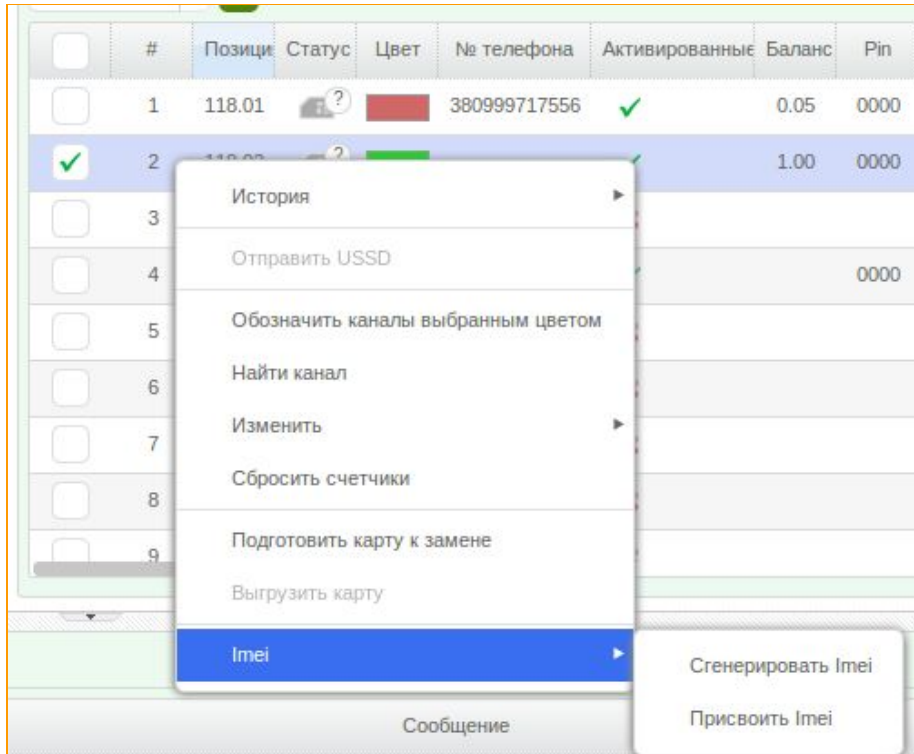 # Позици Статус Цвет № телефона Активированные Баланс Pin
1 118.01 ? 380999717556 0.05 0000
2 ? 1.00 0000
История
3
Отправить USSD
4 0000
Обозначить каналы выбранным цветом
5
Найти канал
6
Изменить
7
Сбросить счетчики
8
Подготовить карту к замене
9
Выгрузить карту
Imei
Сгенерировать Imei
Присвоить Imei
Сообщение